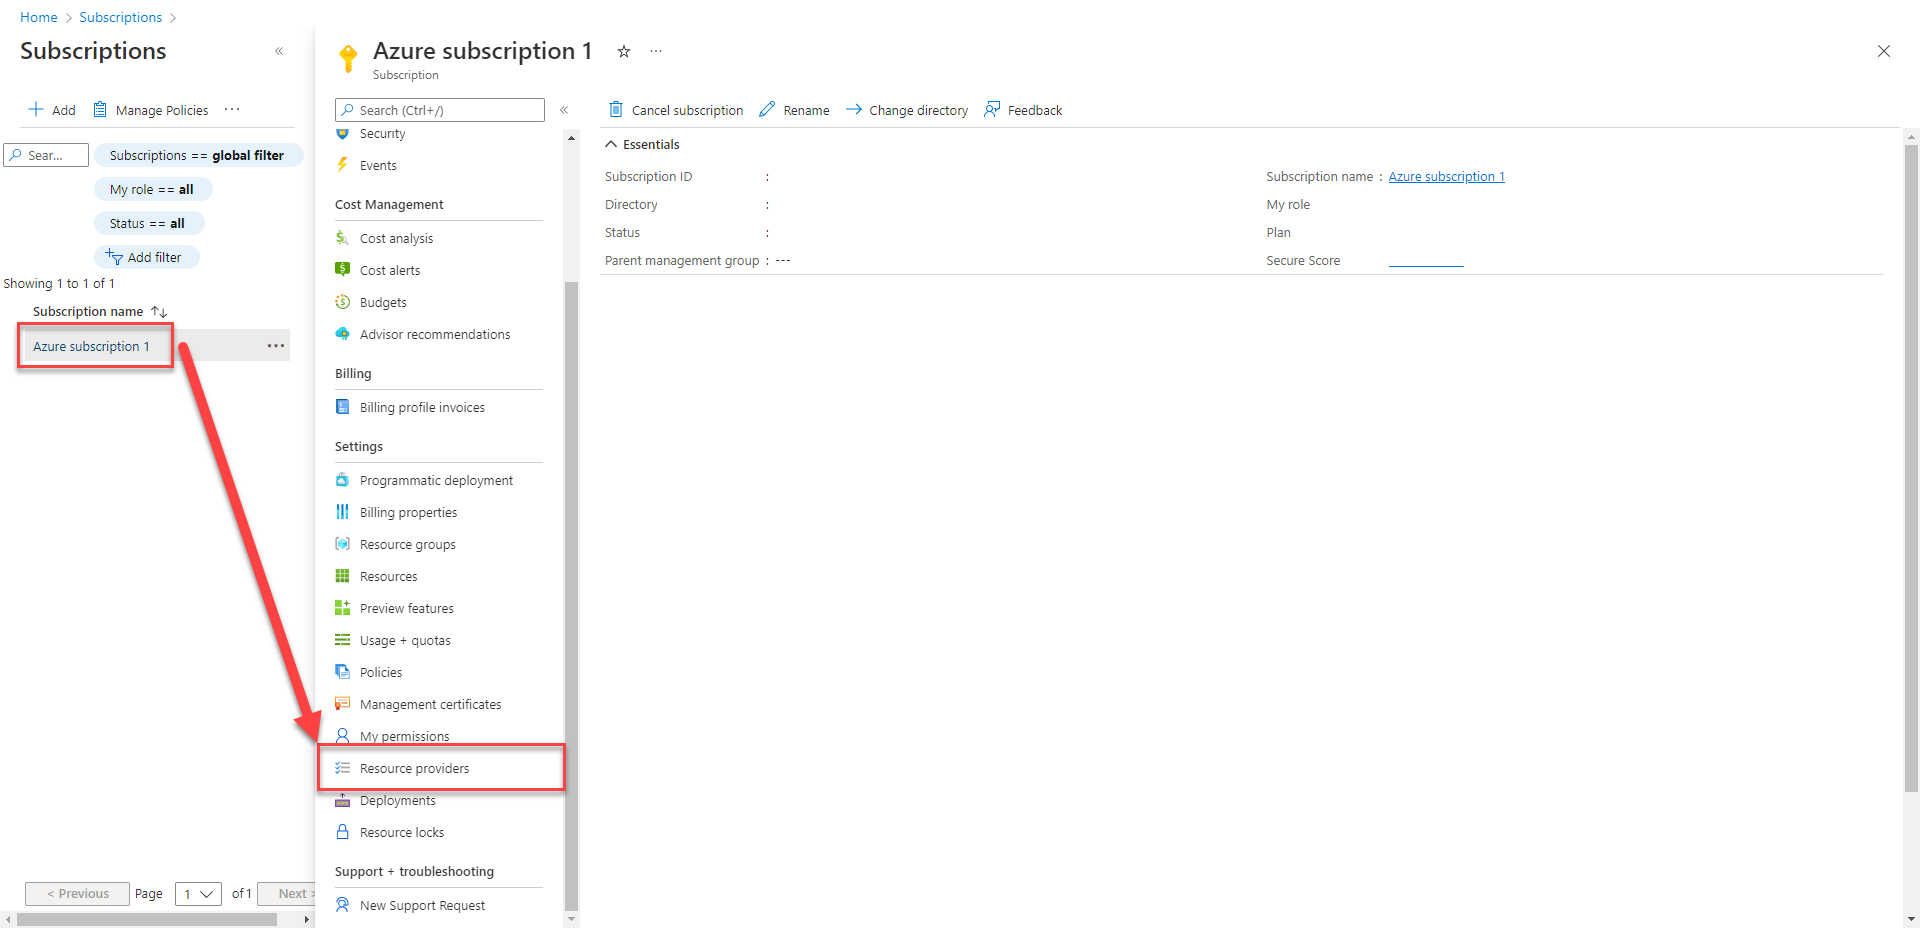 Home > Subscriptions >
Subscriptions «
+ Add Manage Policies ···
Sear... Subscriptions == global filter
My role == all
Status == all
Add filter
Showing 1 to 1 of 1
Subscription name ↑↓
Azure subscription 1 ···
< Previous Page 1 of 1 Next >
Azure subscription 1 ☆ ···
Subscription
Search (Ctrl+/) «
Security
Events
Cost Management
Cost analysis
Cost alerts
Budgets
Advisor recommendations
Billing
Billing profile invoices
Settings
Programmatic deployment
Billing properties
Resource groups
Resources
Preview features
Usage + quotas
Policies
Management certificates
My permissions
Resource providers
Deployments
Resource locks
Support + troubleshooting
New Support Request
Cancel subscription Rename Change directory Feedback
Essentials
Subscription ID :
Directory :
Status :
Parent management group : ---
Subscription name : Azure subscription 1
My role
Plan
Secure Score